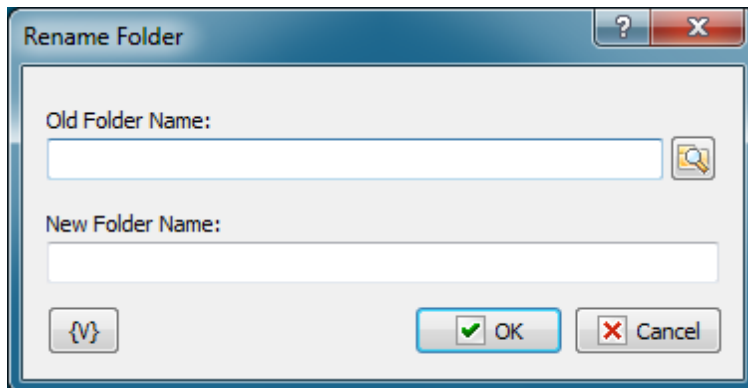 Rename Folder
?
Old Folder Name:
New Folder Name:
{V}
OK
Cancel